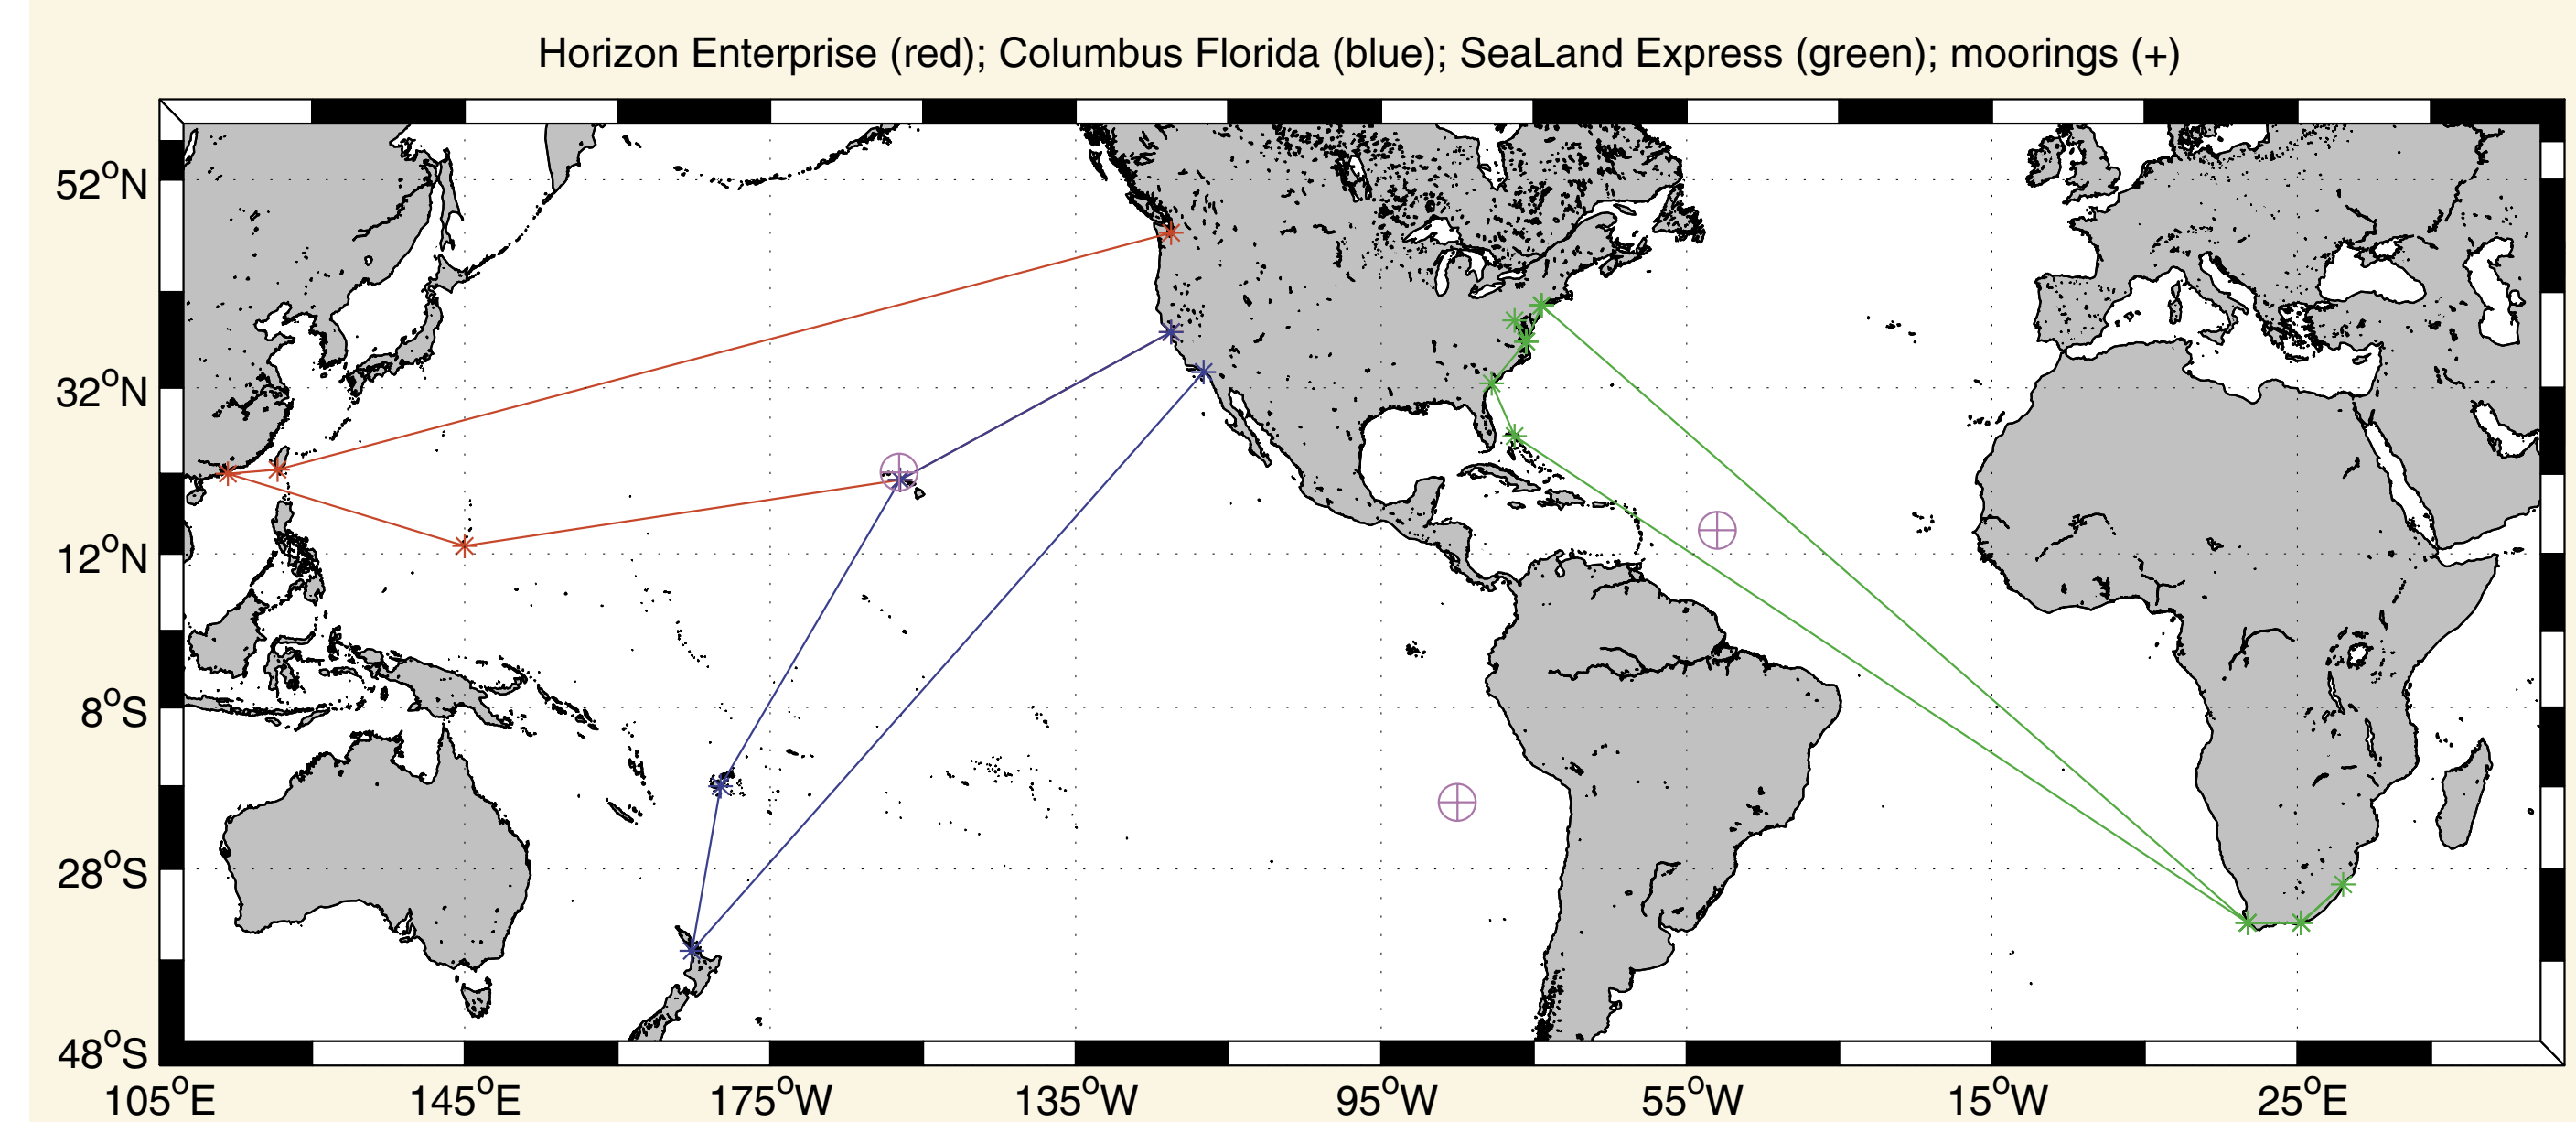 Horizon Enterprise (red); Columbus Florida (blue); SeaLand Express (green); moorings (+)
52°N
32°N
12°N
8°S
28°S
48°S
105°E 145°E 175°W 135°W 95°W 55°W 15°W 25°E